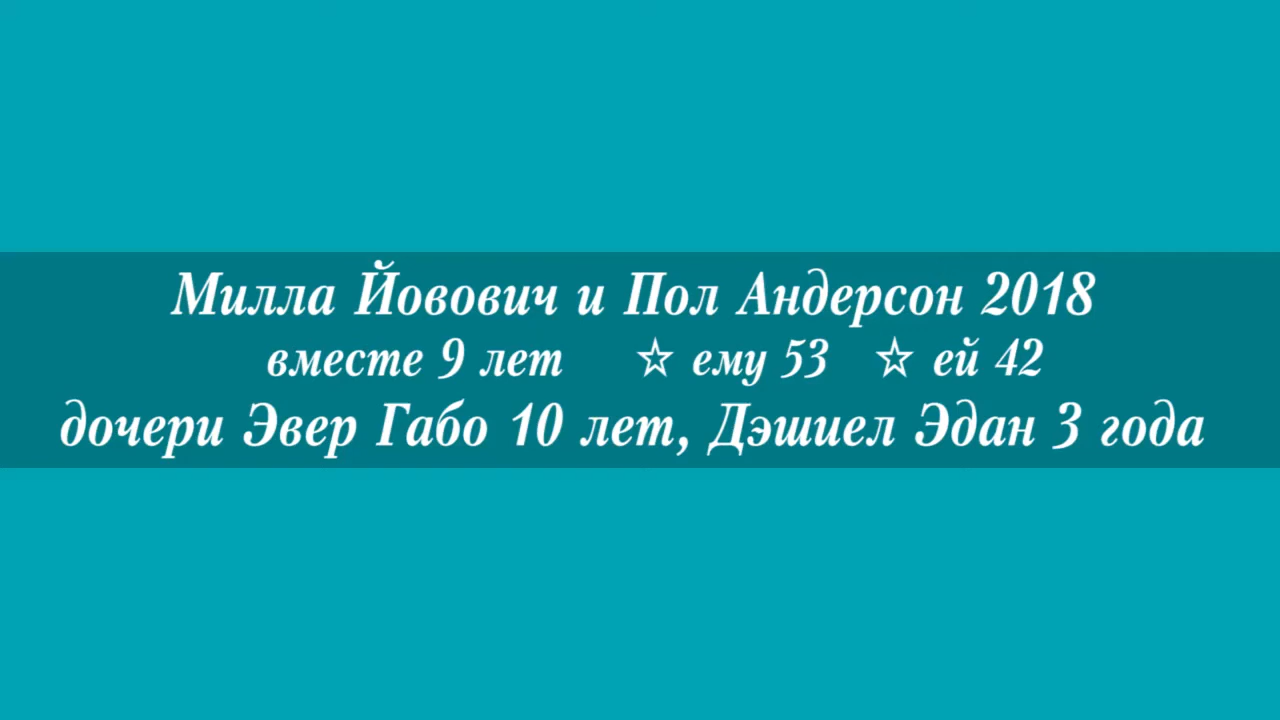 Милла Йовович и Пол Андерсон 2018
вместе 9 лет ☆ ему 53 ☆ ей 42
дочери Эвер Габо 10 лет, Дэшиел Эдан 3 года